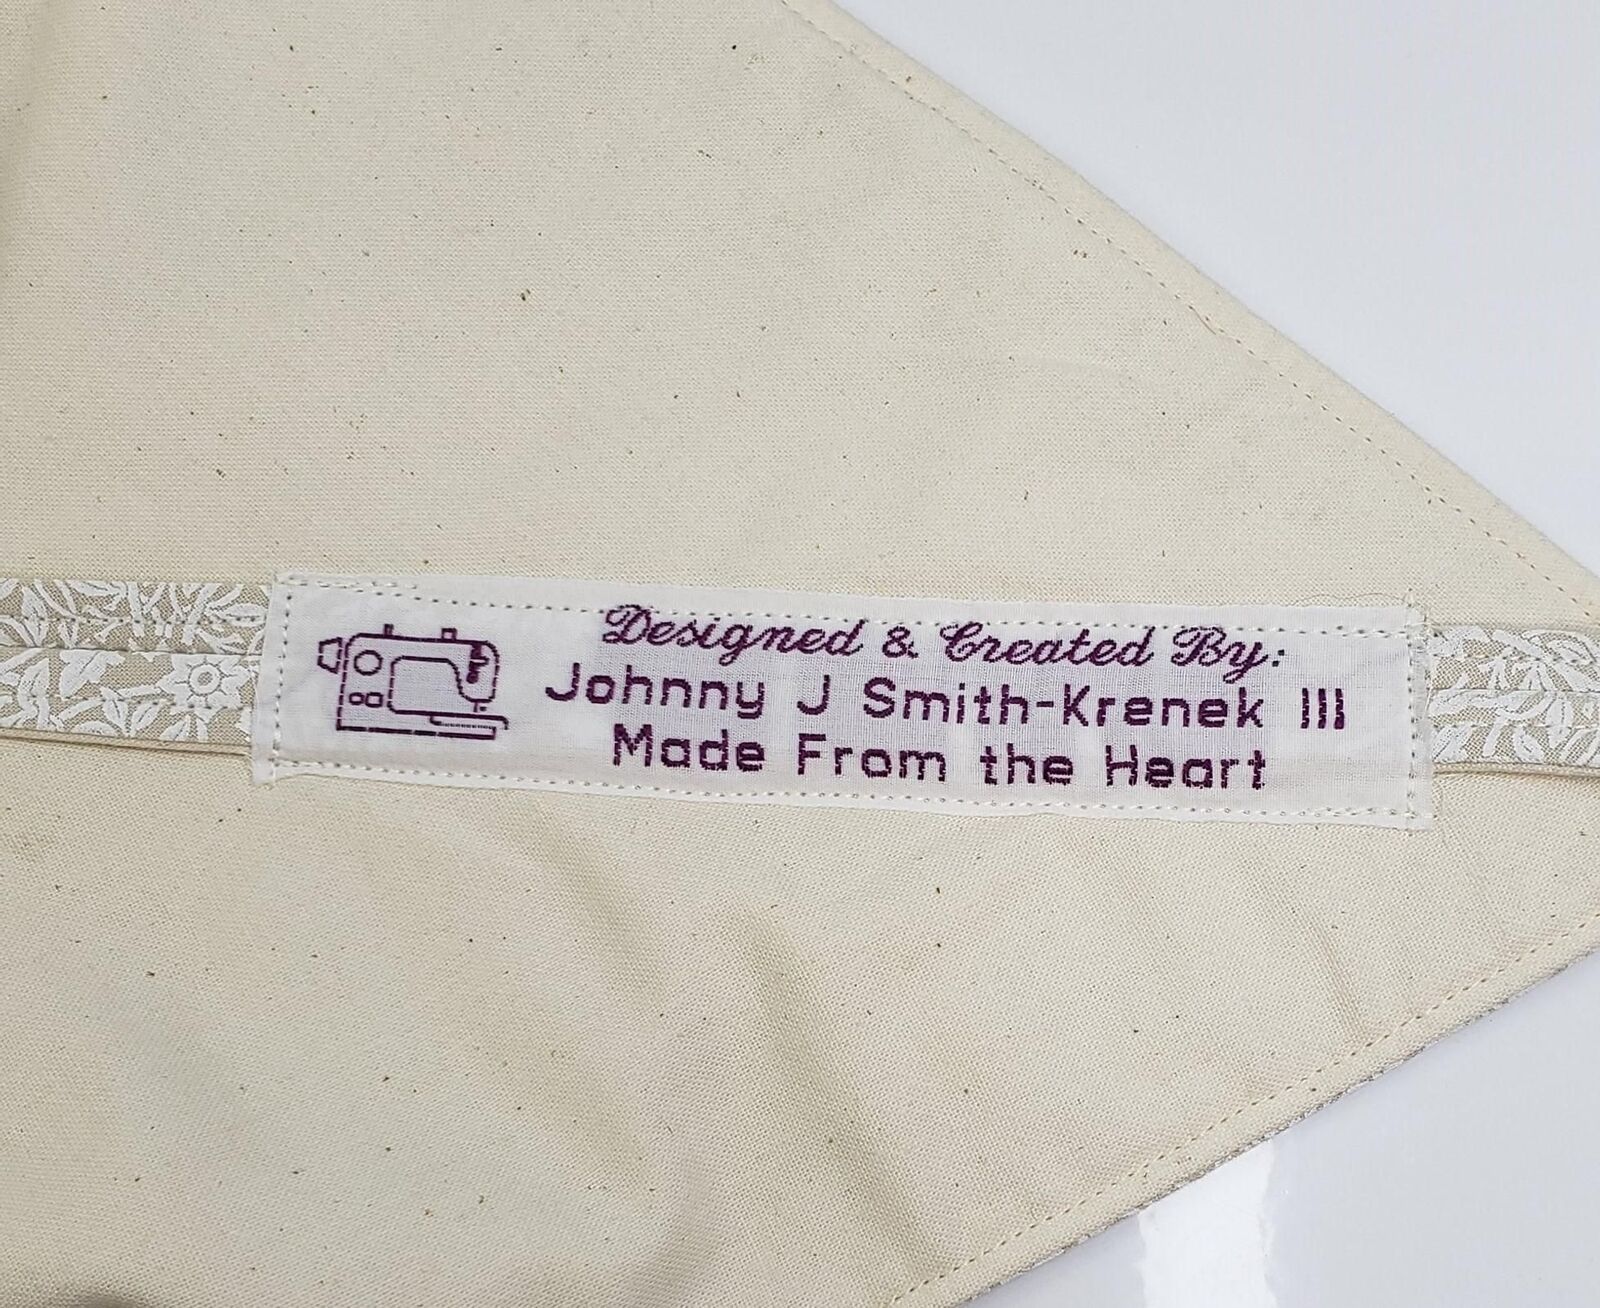 Designed & Created By:
Johnny J Smith-Krenek III
Made From the Heart